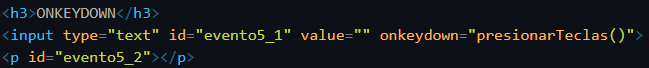 <h3>ONKEYDOWN</h3>
<input type="text" id="evento5_1" value="" onkeydown="presionarTeclas()">
<p id="evento5_2"></p>